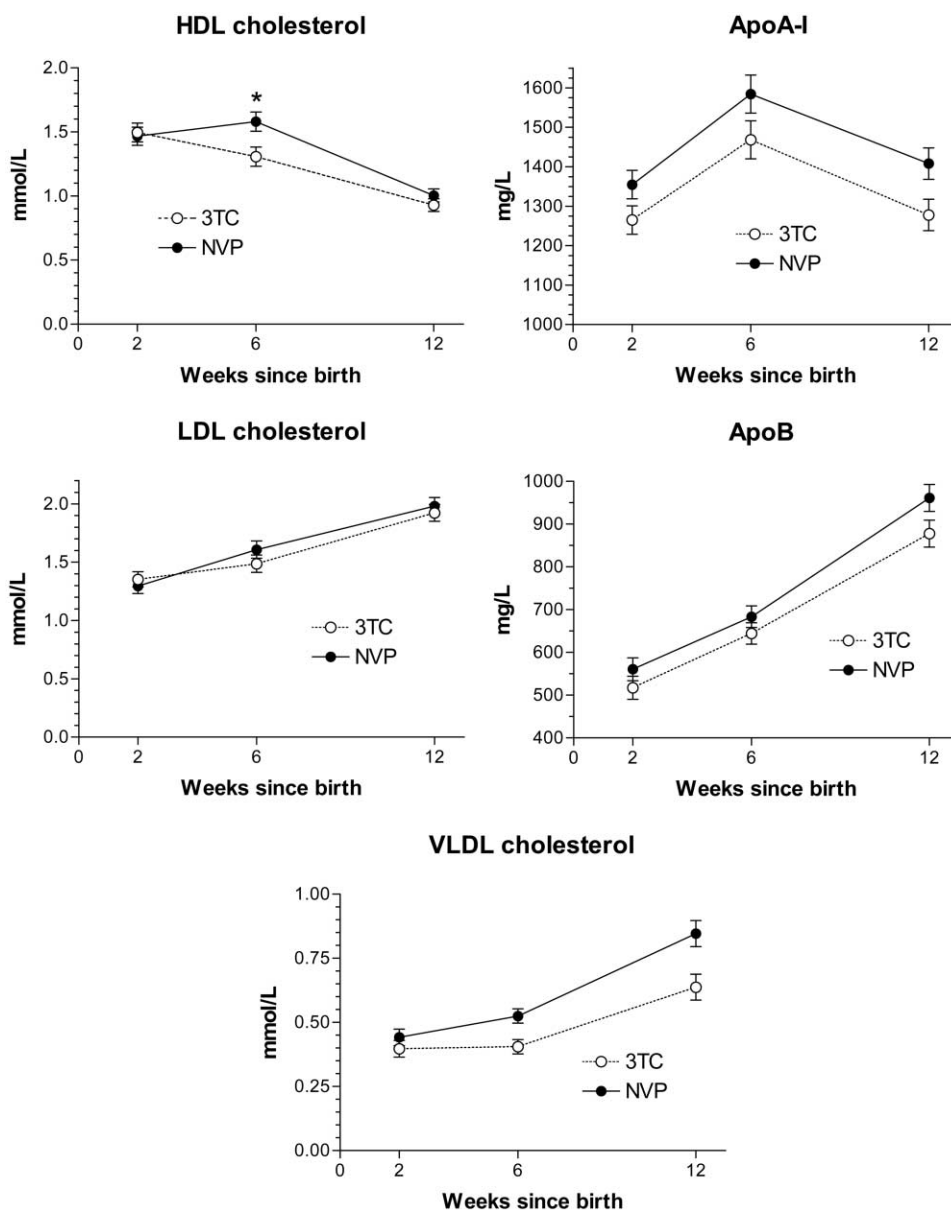 HDL cholesterol
2.0
1.5
1.0
0.5
0.0
mmol/L
*
3TC
NVP
0
2
6
12
Weeks since birth
ApoA-I
1600
1500
1400
1300
1200
1100
1000
mg/L
3TC
NVP
0
2
6
12
Weeks since birth
LDL cholesterol
2.0
1.5
1.0
0.5
0.0
mmol/L
3TC
NVP
0
2
6
12
Weeks since birth
ApoB
1000
900
800
700
600
500
400
mg/L
3TC
NVP
0
2
6
12
Weeks since birth
VLDL cholesterol
1.00
0.75
0.50
0.25
0.00
mmol/L
3TC
NVP
0
2
6
12
Weeks since birth